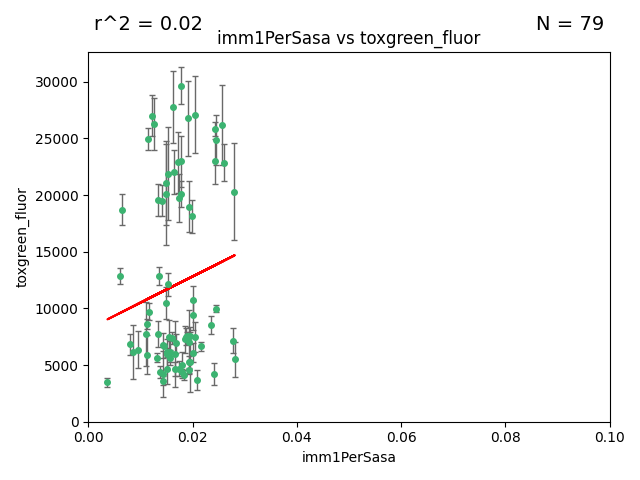 r^2 = 0.02
N = 79
imm1PerSasa vs toxgreen_fluor
toxgreen_fluor
30000
25000
20000
15000
10000
5000
0
0.00 0.02 0.04 0.06 0.08 0.10
imm1PerSasa